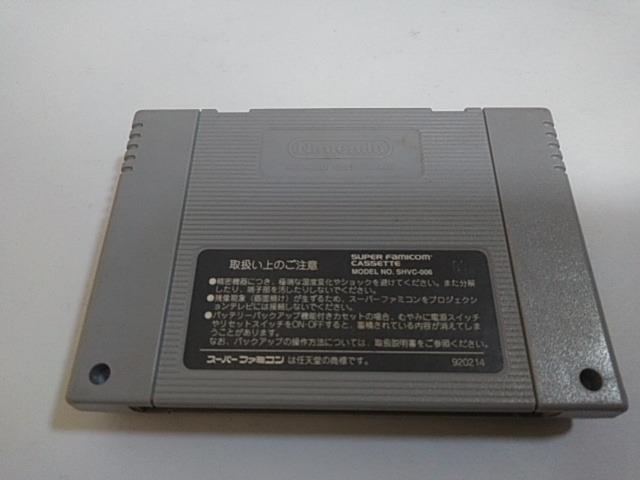 Nintendo
取扱い上のご注意
SUPER FAMICOM
CASSETTE
MODEL NO. SHVC-006
●精密機器につき、極端な温度変化やショックを避けてください。また分解
したり、端子部を汚したりしないでください。
●残像現象（画面焼け）が生ずるため、スーパーファミコンをプロジェクシ
ョンテレビには接続しないでください。
●バッテリーバックアップ機能付きカセットの場合、むやみに電源スイッチ
やリセットスイッチをON・OFFすると、蓄積されている内容が消えてしま
うことがあります。
なお、バックアップの操作方法については、取扱説明書をご参照ください。
スーパーファミコンは任天堂の商標です。
920214